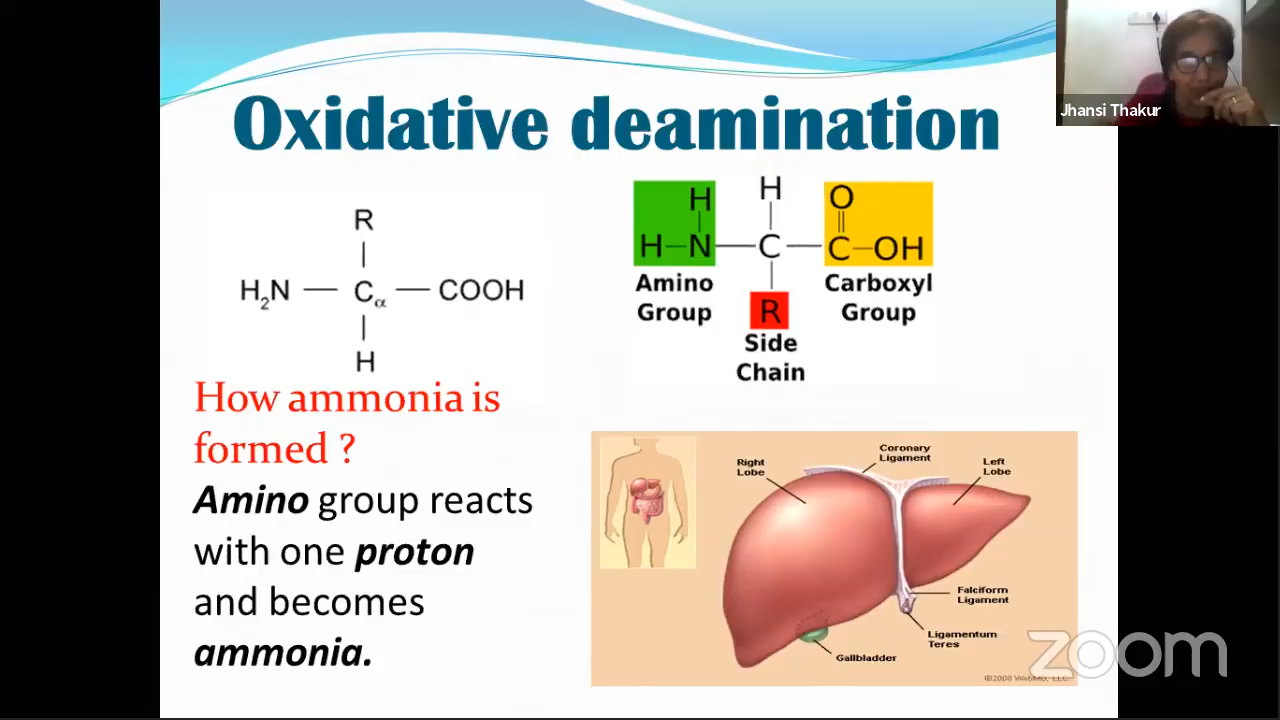 Jhansi Thakur
Oxidative deamination
R
H₂N — Cα — COOH
H
H
H
H—N — C — C—OH
O
Amino
Group
Carboxyl
Group
R
Side
Chain
How ammonia is
formed ?
Amino group reacts
with one proton
and becomes
ammonia.
Right
Lobe
Coronary
Ligament
Left
Lobe
Falciform
Ligament
Ligamentum
Teres
Gallbladder
©2008 WebMD, LLC.
zoom